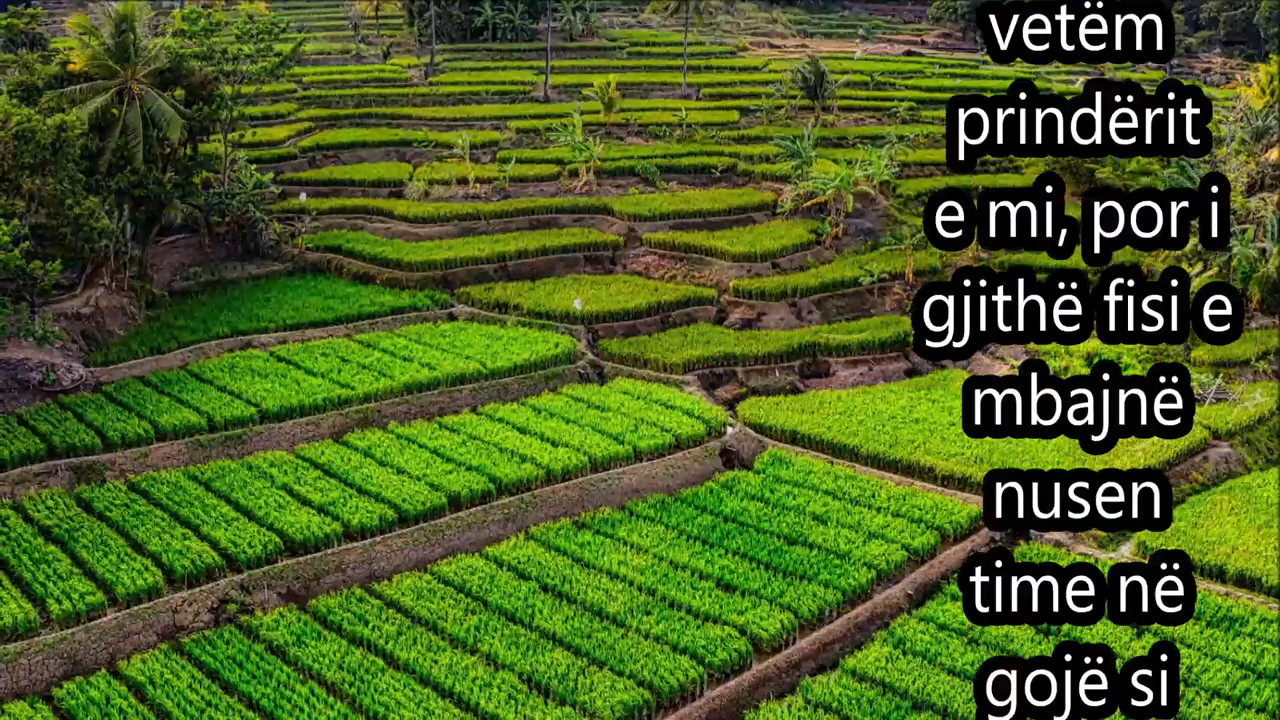 vetëm
prindërit
e mi, por i
gjithë fisi e
mbajnë
nusen
time në
gojë si